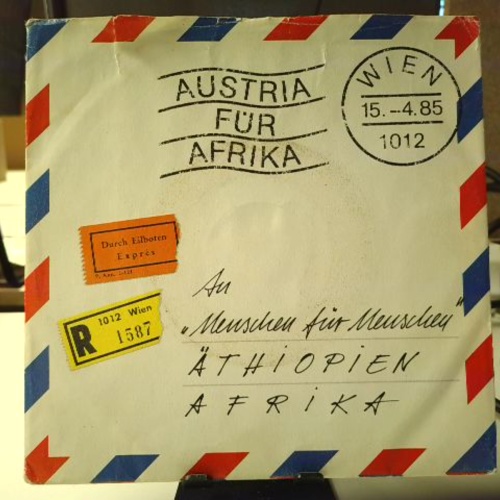 AUSTRIA
FÜR
AFRIKA
WIEN
15.-4.85
1012
Durch Eilboten
Exprès
1012 Wien
R 1587
An
„Menschen für Menschen"
ÄTHIOPIEN
AFRIKA